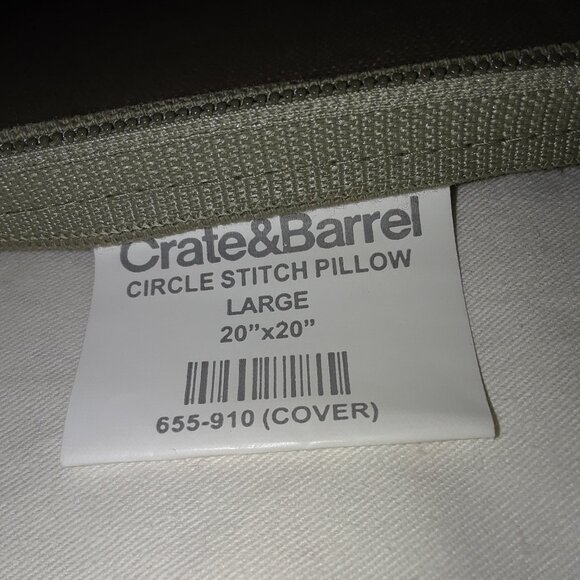 Crate&Barrel
CIRCLE STITCH PILLOW
LARGE
20”x20”
655-910 (COVER)